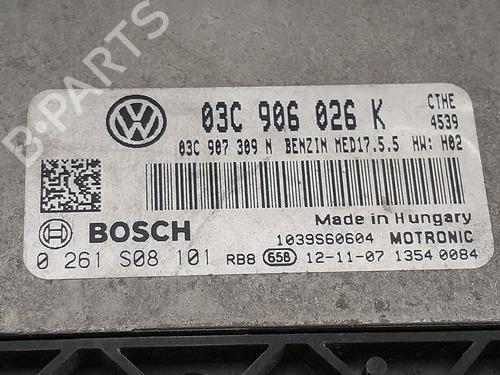 B-PARTS
03C 906 026 K CTHE
4539
03C 907 309 N BENZIN MED17.5.5 HW: H02
Made in Hungary
BOSCH 1039S60604 MOTRONIC
0 261 S08 101 RB8 658 12-11-07 1354 0084